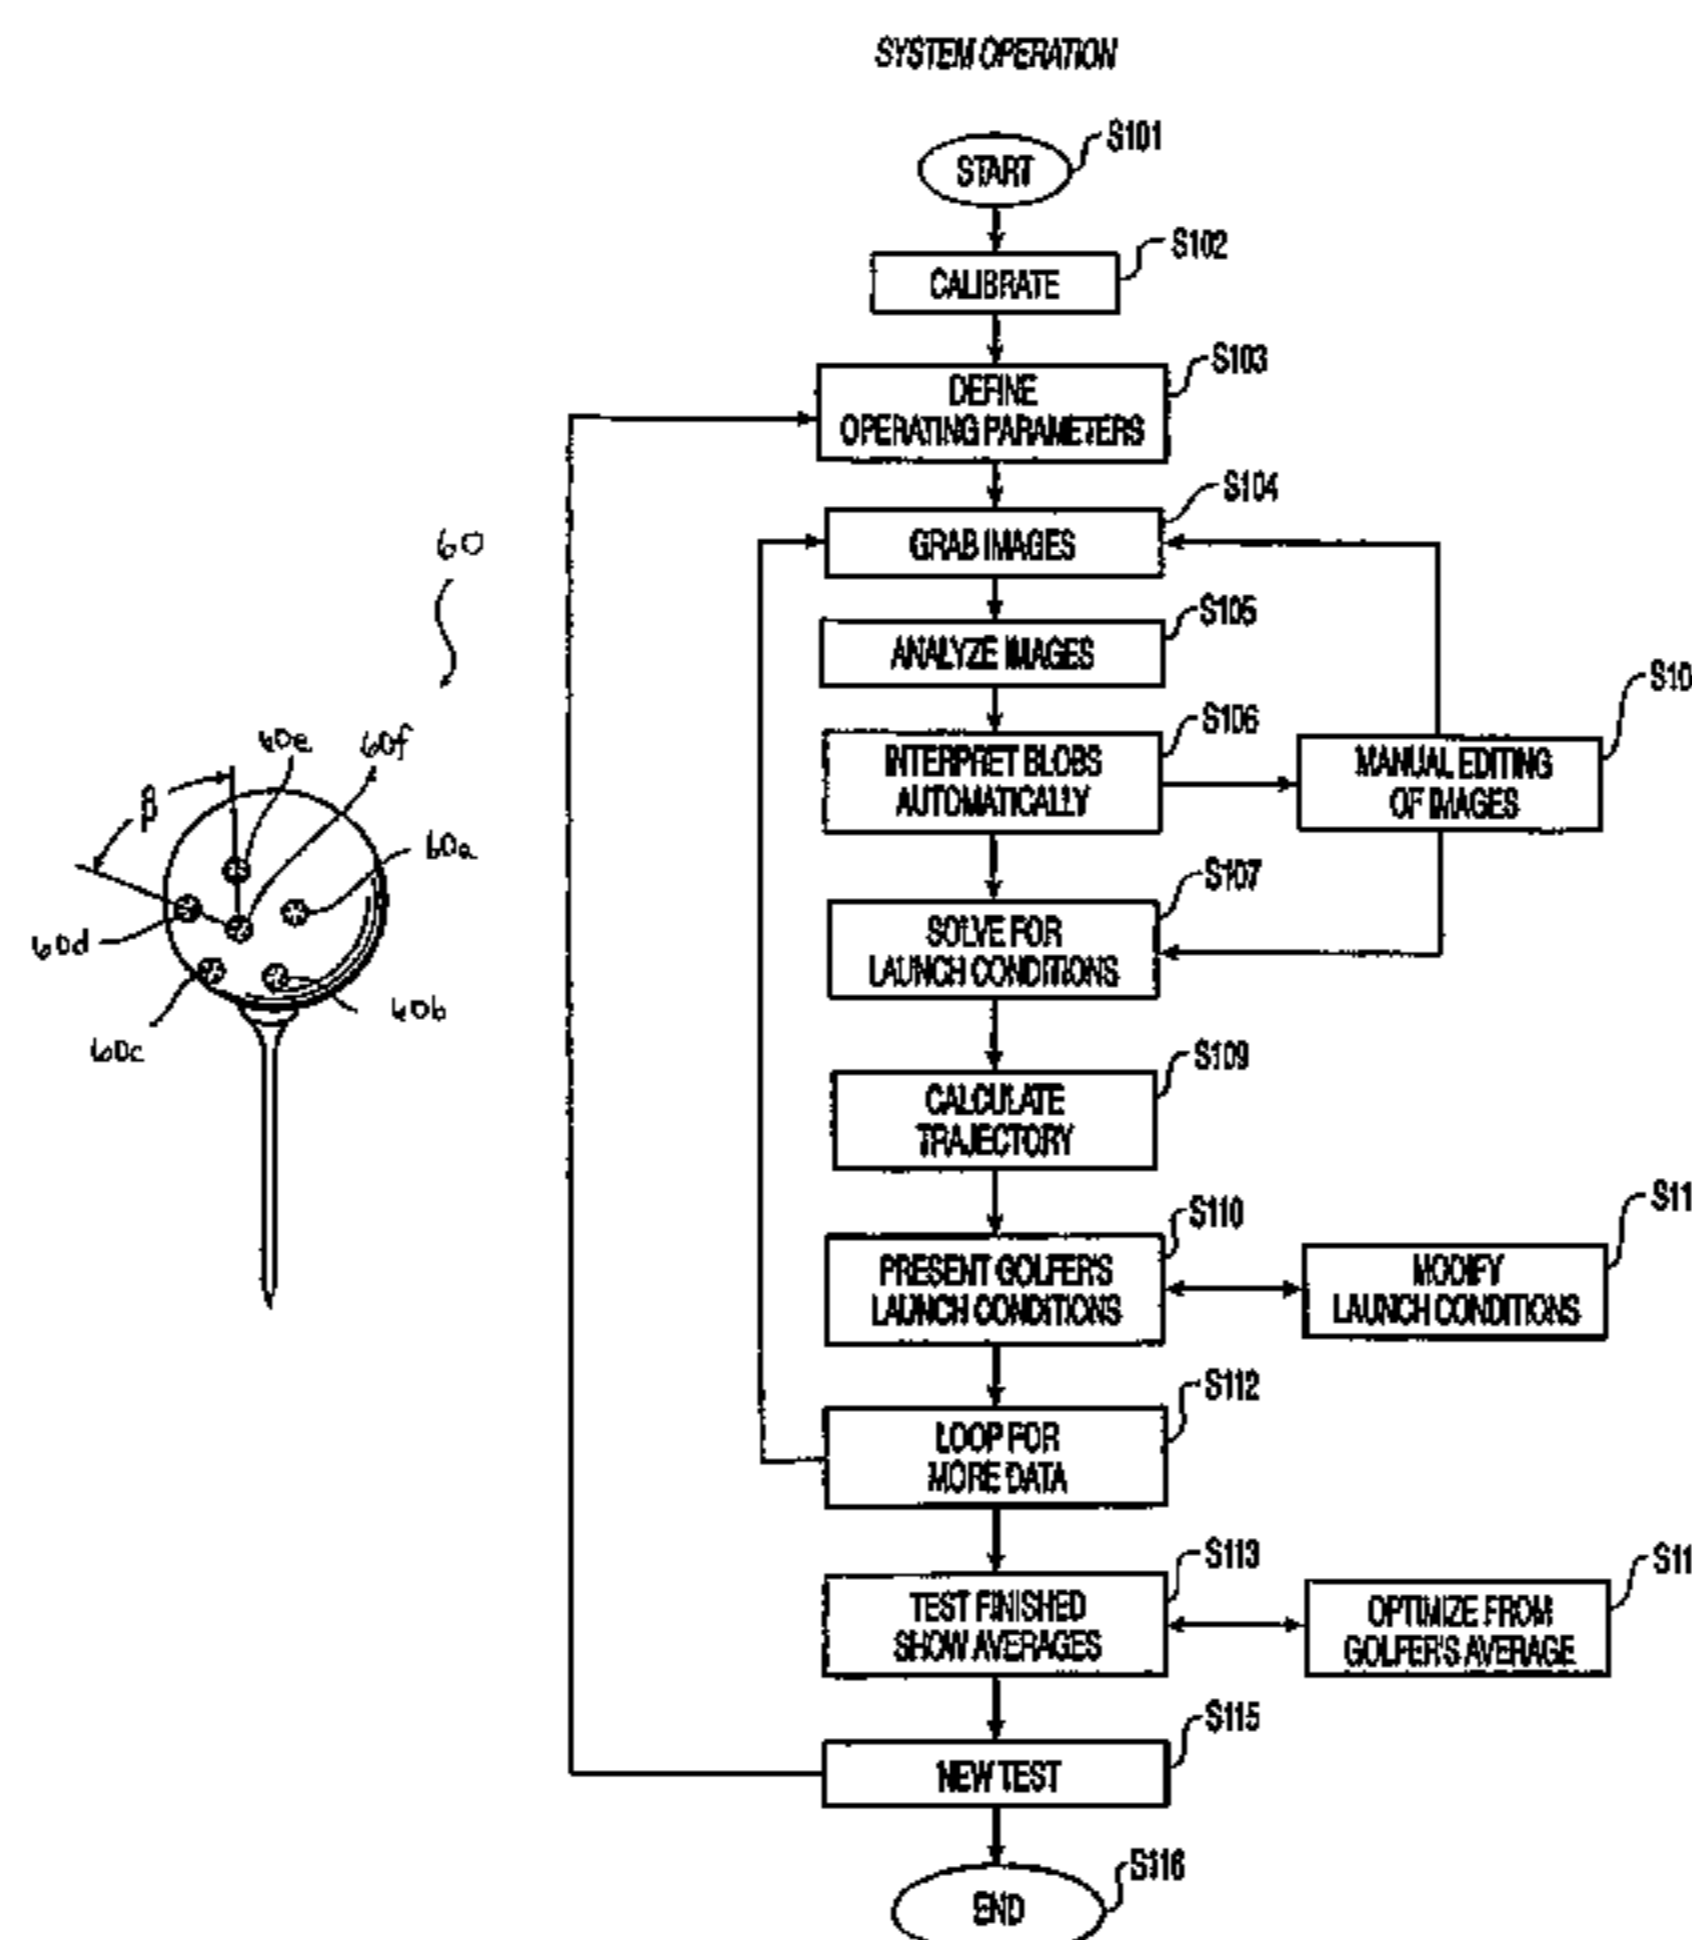 SYSTEM OPERATION
START
S101
CALIBRATE
S102
DEFINE
OPERATING PARAMETERS
S103
GRAB IMAGES
S104
ANALYZE IMAGES
S105
INTERPRET BLOBS
AUTOMATICALLY
S106
MANUAL EDITING
OF IMAGES
S10
SOLVE FOR
LAUNCH CONDITIONS
S107
CALCULATE
TRAJECTORY
S109
PRESENT GOLFER'S
LAUNCH CONDITIONS
S110
MODIFY
LAUNCH CONDITIONS
S11
LOOP FOR
MORE DATA
S112
TEST FINISHED
SHOW AVERAGES
S113
OPTIMIZE FROM
GOLFER'S AVERAGE
S11
NEW TEST
S115
END
S116
60
60e
60f
β
60a
60d
60b
60c